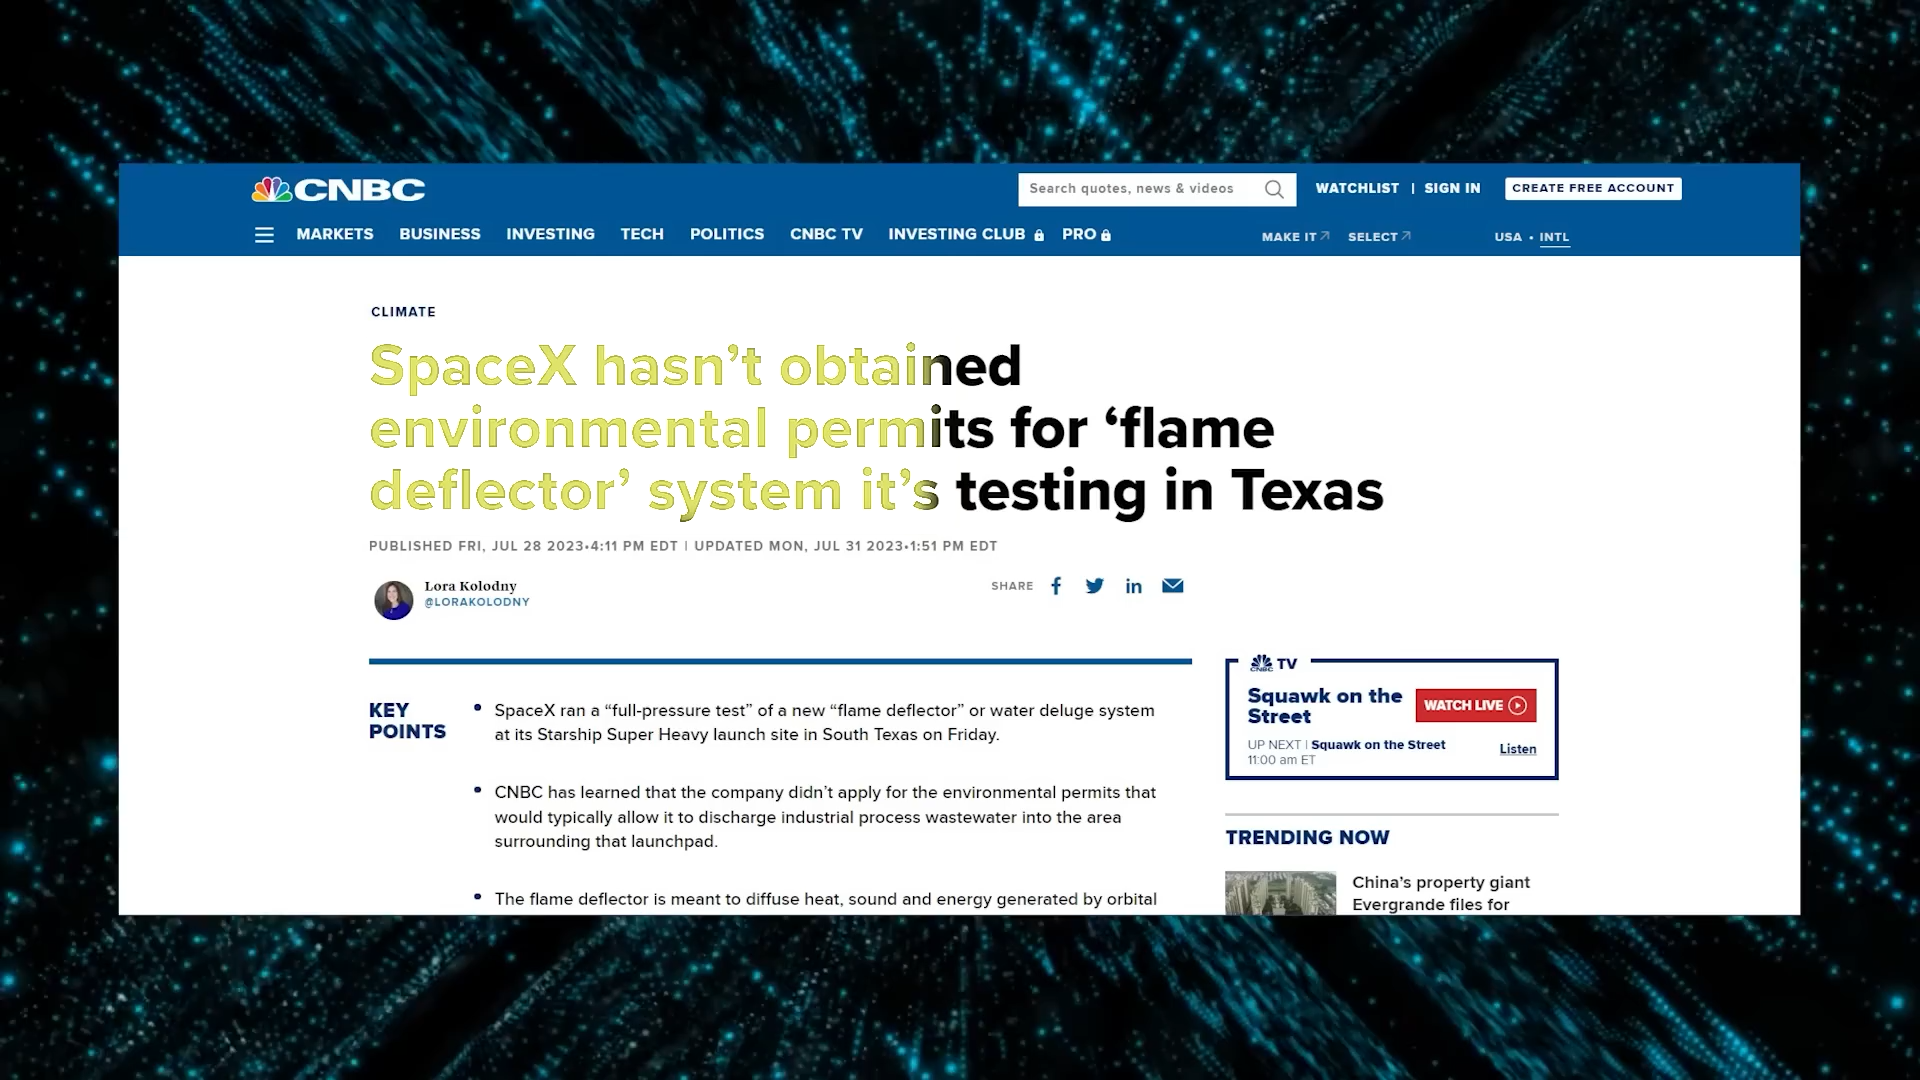 CNBC
Search quotes, news & videos
WATCHLIST | SIGN IN
CREATE FREE ACCOUNT
MARKETS BUSINESS INVESTING TECH POLITICS CNBC TV INVESTING CLUB PRO
MAKE IT SELECT USA • INTL
CLIMATE
SpaceX hasn’t obtained
environmental permits for ‘flame
deflector’ system it’s testing in Texas
PUBLISHED FRI, JUL 28 2023•4:11 PM EDT | UPDATED MON, JUL 31 2023•1:51 PM EDT
Lora Kolodny
@LORAKOLODNY
SHARE
KEY
POINTS
• SpaceX ran a “full-pressure test” of a new “flame deflector” or water deluge system
at its Starship Super Heavy launch site in South Texas on Friday.
• CNBC has learned that the company didn’t apply for the environmental permits that
would typically allow it to discharge industrial process wastewater into the area
surrounding that launchpad.
• The flame deflector is meant to diffuse heat, sound and energy generated by orbital
CNBC TV
Squawk on the
Street
WATCH LIVE
UP NEXT | Squawk on the Street
11:00 am ET
Listen
TRENDING NOW
China’s property giant
Evergrande files for